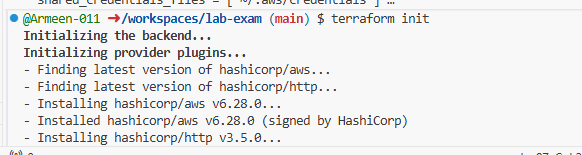 shared_credentials_files = [ ~/.aws/credentials ] ...
@Armeen-011 ➜ /workspaces/lab-exam (main) $ terraform init
Initializing the backend...
Initializing provider plugins...
- Finding latest version of hashicorp/aws...
- Finding latest version of hashicorp/http...
- Installing hashicorp/aws v6.28.0...
- Installed hashicorp/aws v6.28.0 (signed by HashiCorp)
- Installing hashicorp/http v3.5.0...